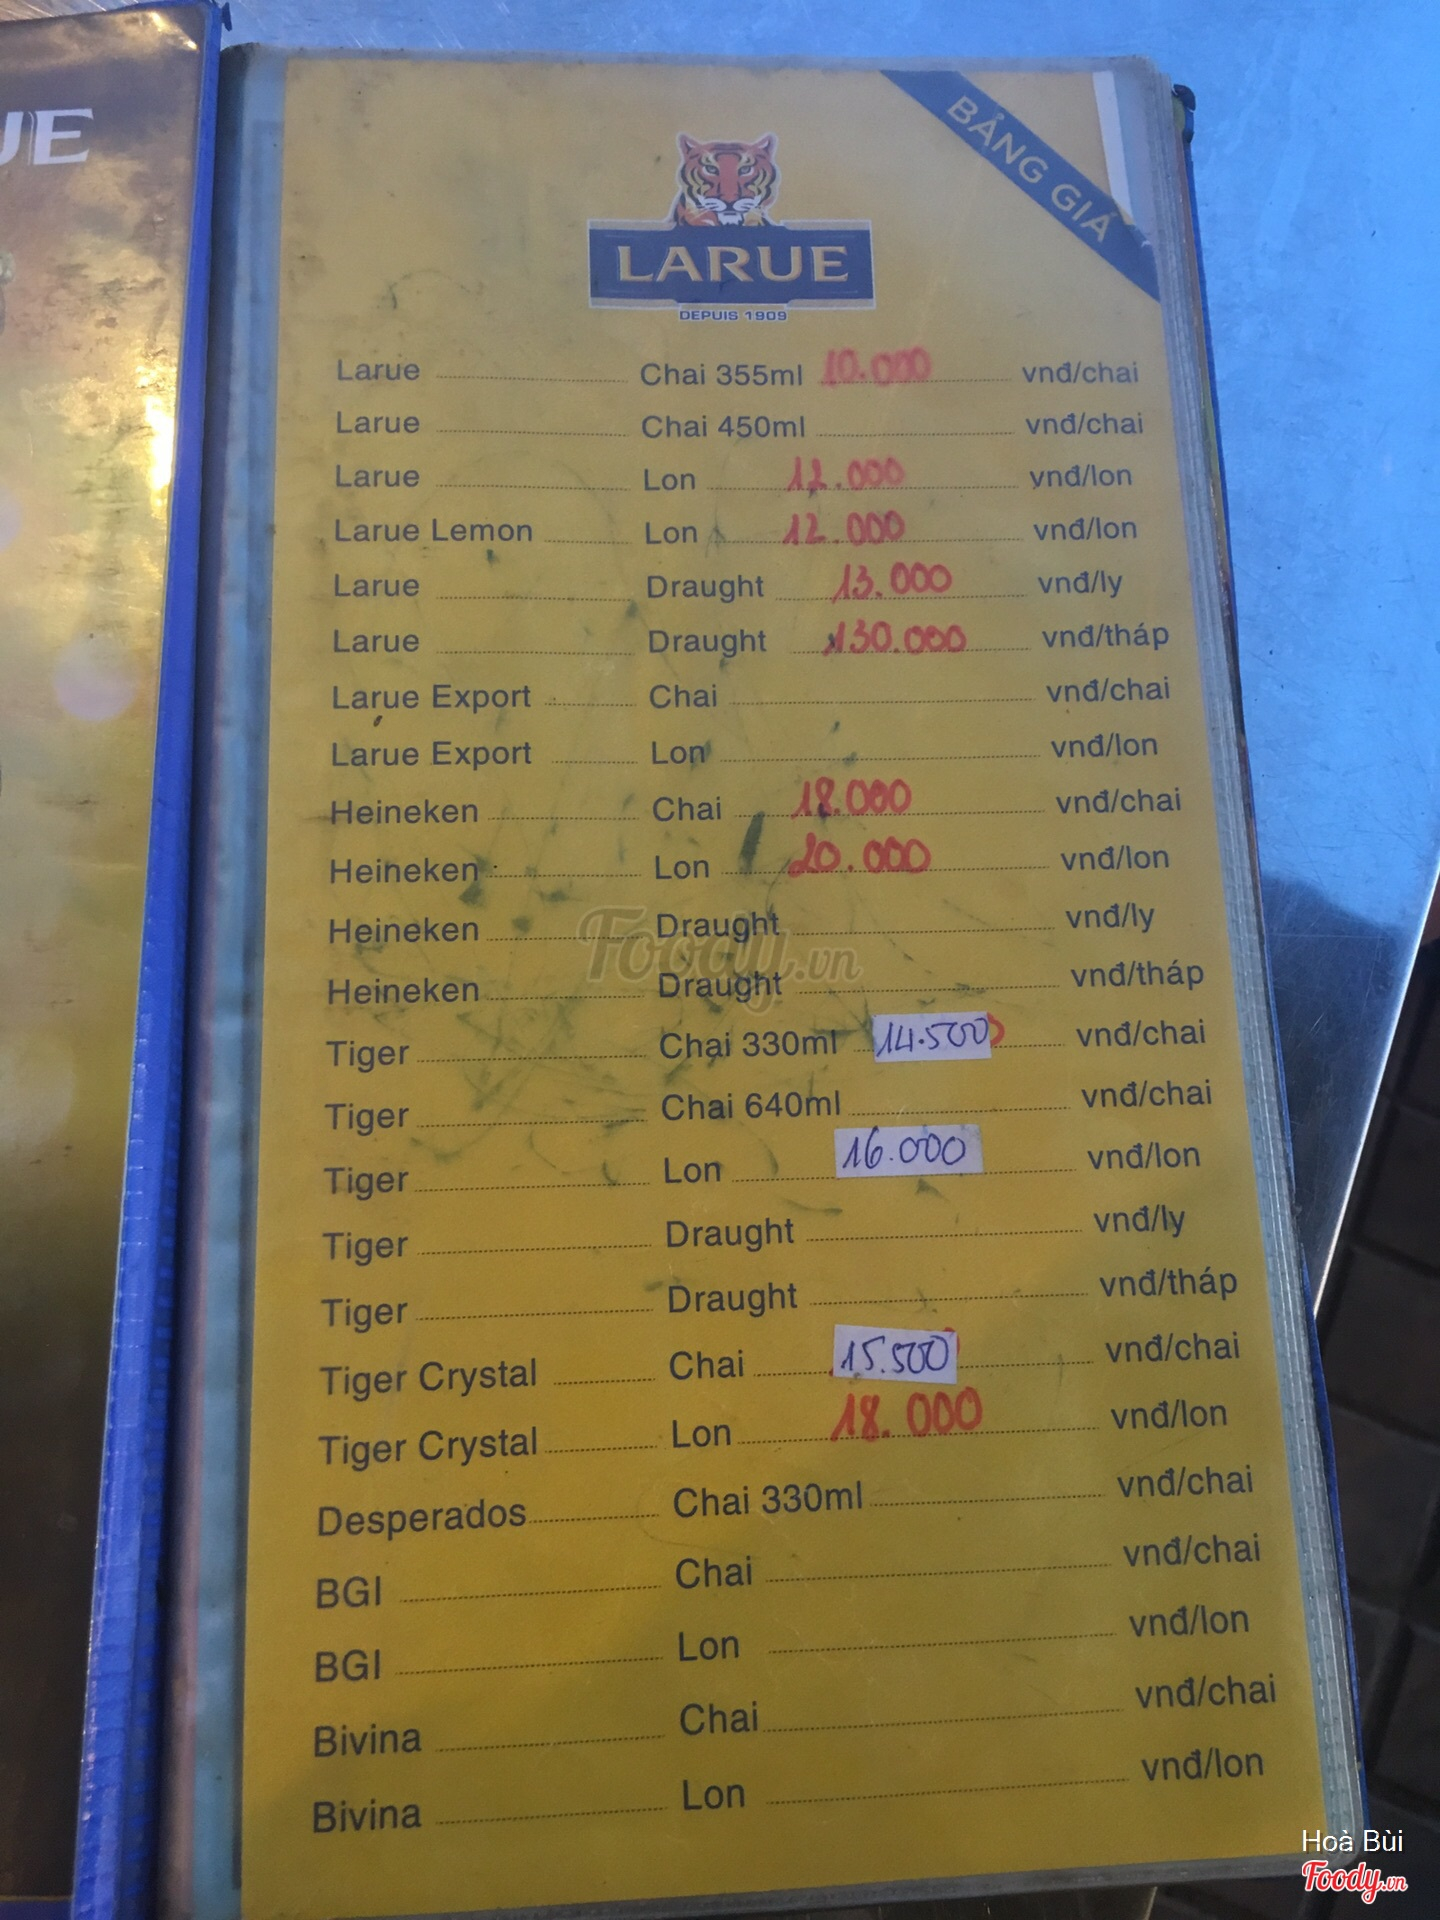 UE
BẢNG GIÁ
LARUE
DEPUIS 1909
Larue Chai 355ml 10.000 vnđ/chai
Larue Chai 450ml vnđ/chai
Larue Lon 12.000 vnđ/lon
Larue Lemon Lon 12.000 vnđ/lon
Larue Draught 13.000 vnđ/ly
Larue Draught 130.000 vnđ/tháp
Larue Export Chai vnđ/chai
Larue Export Lon vnđ/lon
Heineken Chai 18.000 vnđ/chai
Heineken Lon 20.000 vnđ/lon
Heineken Draught vnđ/ly
Heineken Draught vnđ/tháp
Foody.vn
Tiger Chai 330ml 14.500 vnđ/chai
Tiger Chai 640ml vnđ/chai
Tiger Lon 16.000 vnđ/lon
Tiger Draught vnđ/ly
Tiger Draught vnđ/tháp
Tiger Crystal Chai 15.500 vnđ/chai
Tiger Crystal Lon 18.000 vnđ/lon
Desperados Chai 330ml vnđ/chai
BGI Chai vnđ/chai
BGI Lon vnđ/lon
Bivina Chai vnđ/chai
Bivina Lon vnđ/lon
Hoà Bùi
Foody.vn